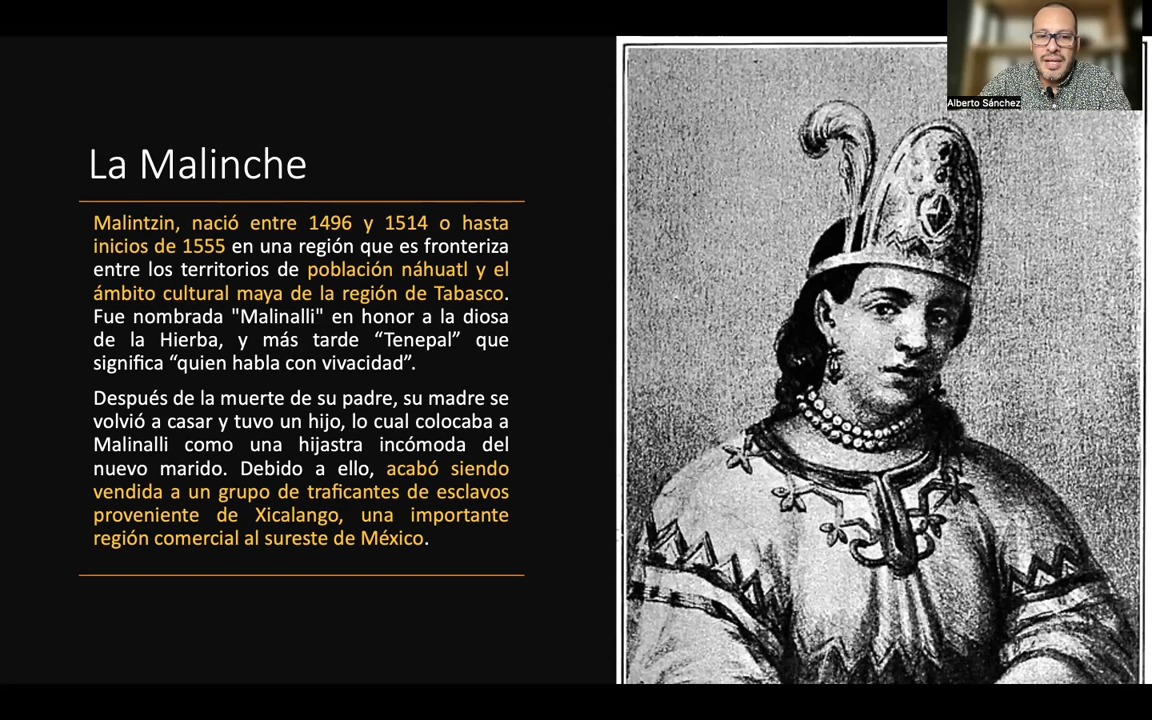 La Malinche
Malintzin, nació entre 1496 y 1514 o hasta
inicios de 1555 en una región que es fronteriza
entre los territorios de población náhuatl y el
ámbito cultural maya de la región de Tabasco.
Fue nombrada "Malinalli" en honor a la diosa
de la Hierba, y más tarde “Tenepal” que
significa “quien habla con vivacidad”.
Después de la muerte de su padre, su madre se
volvió a casar y tuvo un hijo, lo cual colocaba a
Malinalli como una hijastra incómoda del
nuevo marido. Debido a ello, acabó siendo
vendida a un grupo de traficantes de esclavos
proveniente de Xicalango, una importante
región comercial al sureste de México.
Alberto Sánchez